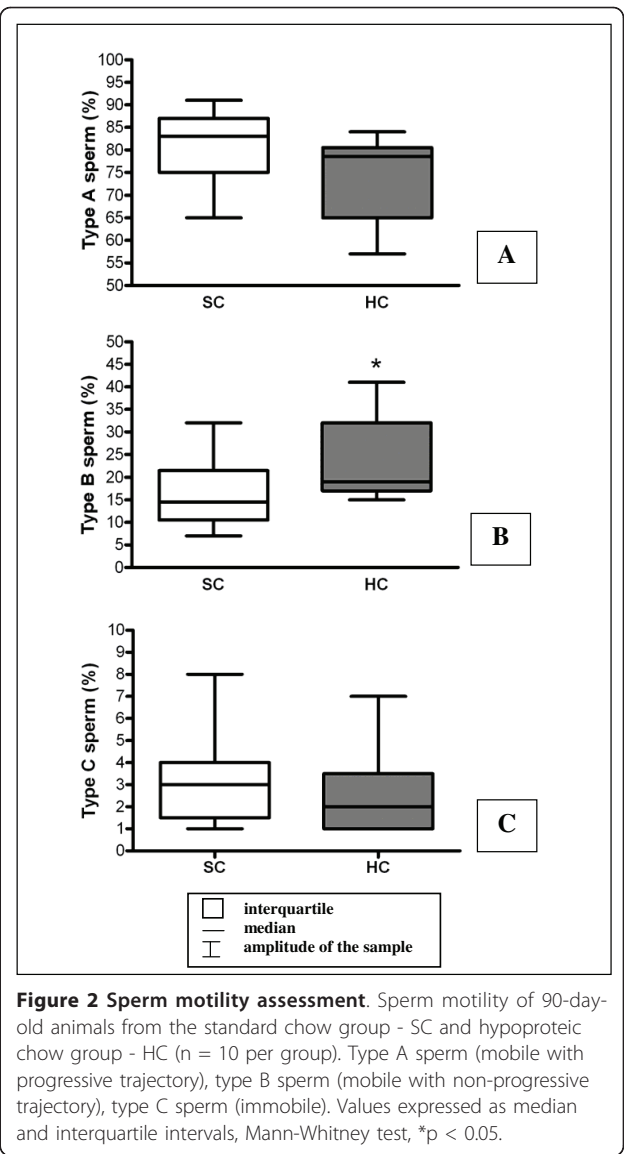 100
95
90
85
80
75
70
65
60
55
50
Type A sperm (%)
SC HC
A
50
45
40
35
30
25
20
15
10
5
0
Type B sperm (%)
*
SC HC
B
10
9
8
7
6
5
4
3
2
1
0
Type C sperm (%)
SC HC
C
interquartile
median
amplitude of the sample
Figure 2 Sperm motility assessment. Sperm motility of 90-day-
old animals from the standard chow group - SC and hypoproteic
chow group - HC (n = 10 per group). Type A sperm (mobile with
progressive trajectory), type B sperm (mobile with non-progressive
trajectory), type C sperm (immobile). Values expressed as median
and interquartile intervals, Mann-Whitney test, *p < 0.05.